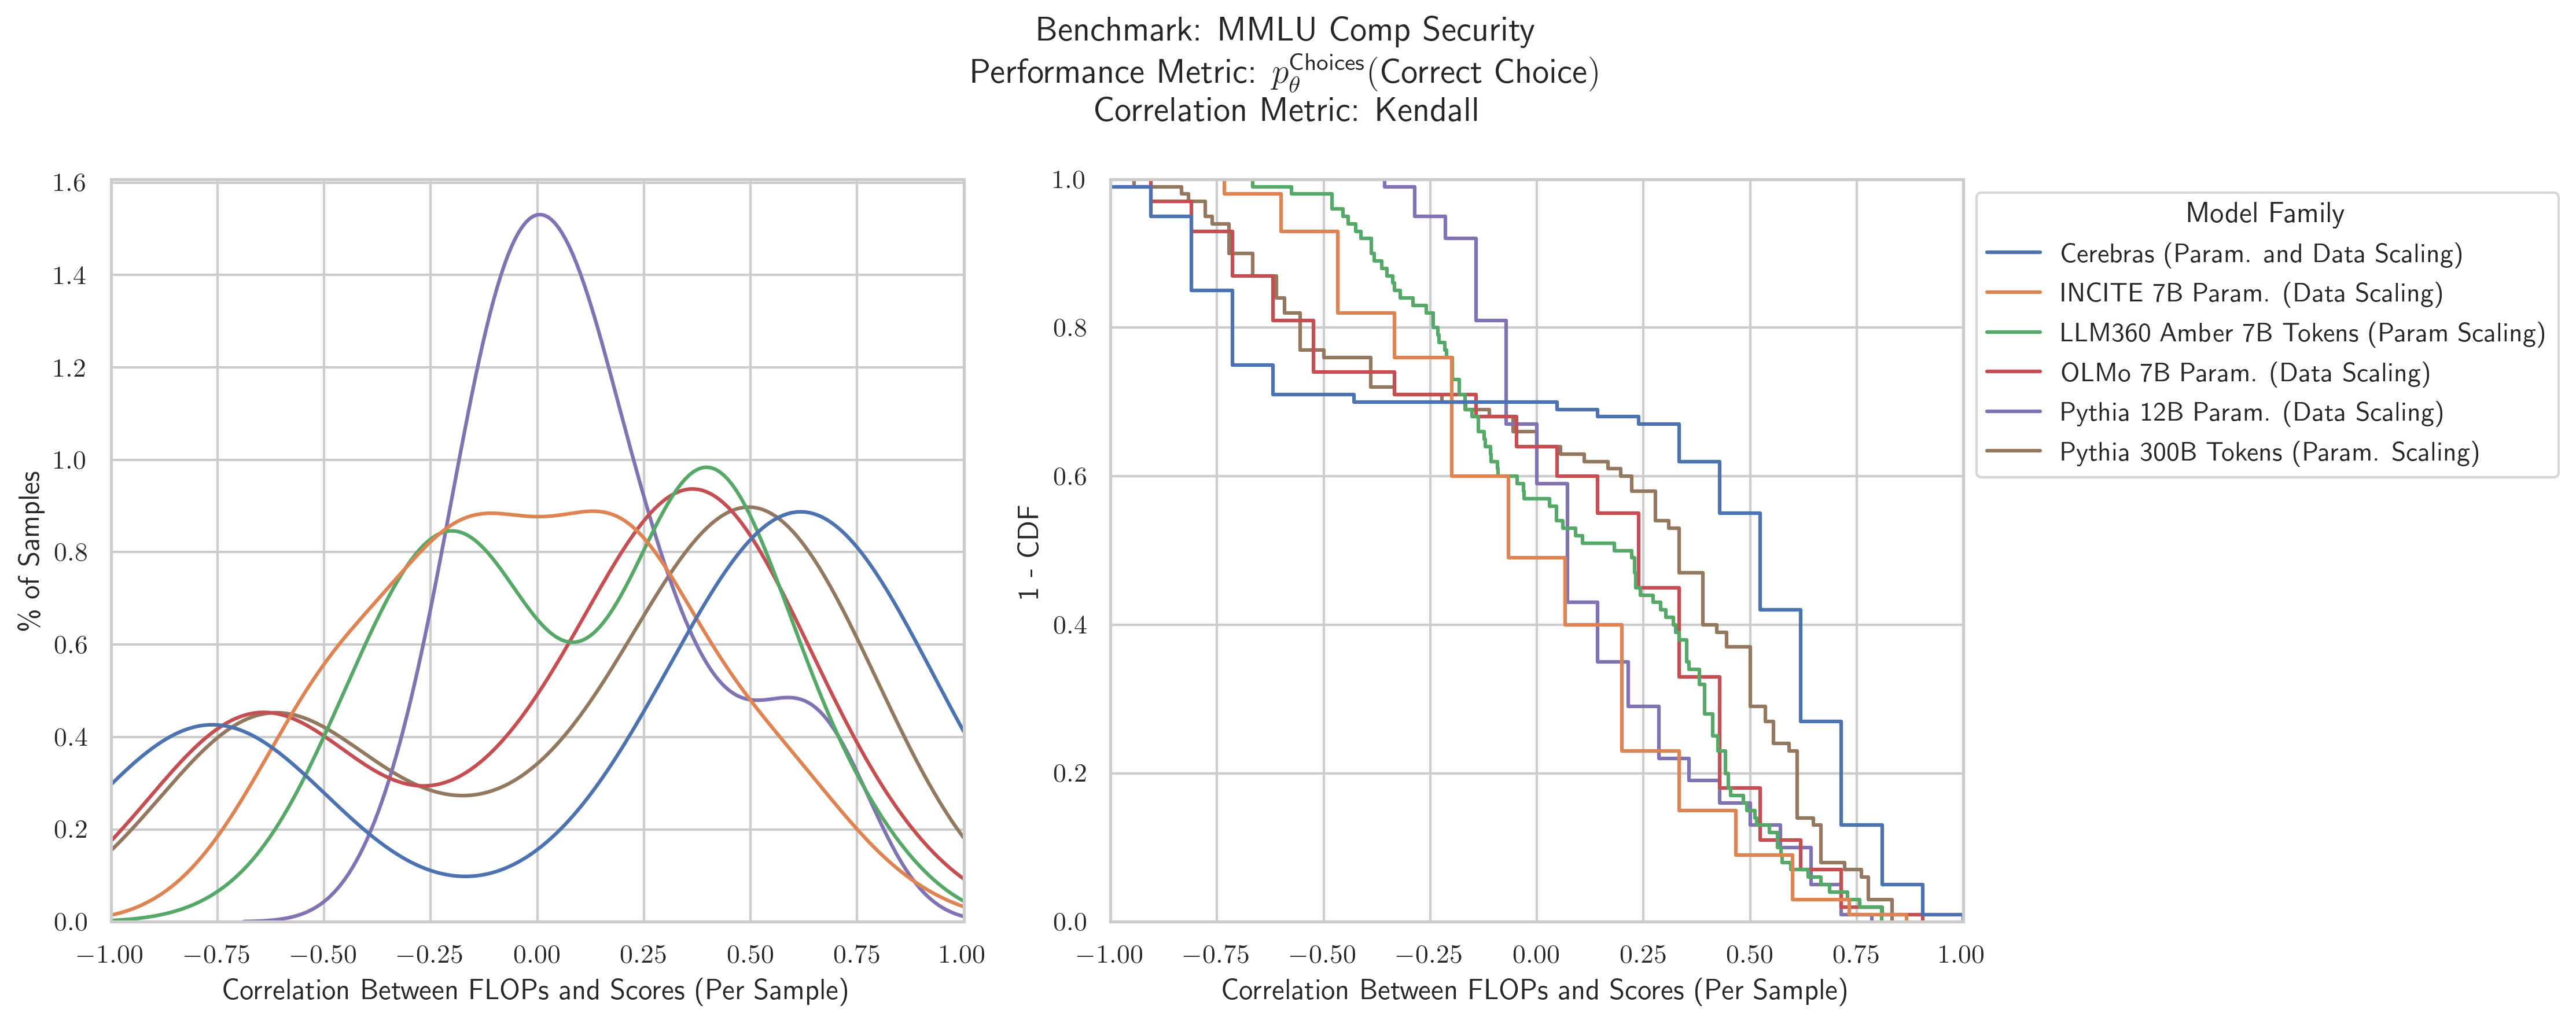 Benchmark: MMLU Comp Security
Performance Metric: pθChoices(Correct Choice)
Correlation Metric: Kendall
% of Samples
1.6
1.4
1.2
1.0
0.8
0.6
0.4
0.2
0.0
−1.00 −0.75 −0.50 −0.25 0.00 0.25 0.50 0.75 1.00
Correlation Between FLOPs and Scores (Per Sample)
1 - CDF
1.0
0.8
0.6
0.4
0.2
0.0
−1.00 −0.75 −0.50 −0.25 0.00 0.25 0.50 0.75 1.00
Correlation Between FLOPs and Scores (Per Sample)
Model Family
Cerebras (Param. and Data Scaling)
INCITE 7B Param. (Data Scaling)
LLM360 Amber 7B Tokens (Param Scaling)
OLMo 7B Param. (Data Scaling)
Pythia 12B Param. (Data Scaling)
Pythia 300B Tokens (Param. Scaling)